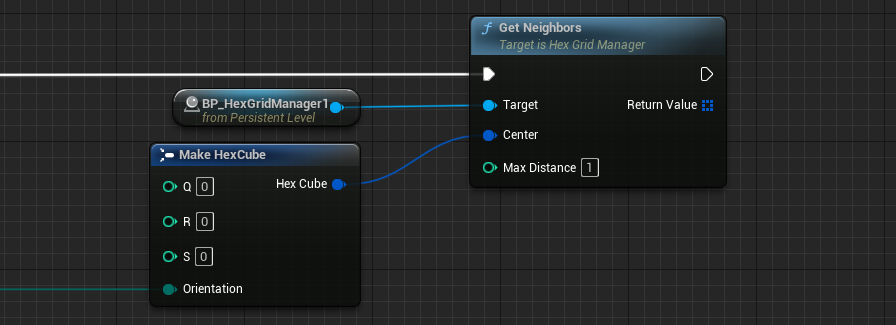 f Get Neighbors
Target is Hex Grid Manager
BP_HexGridManager1
from Persistent Level
Target
Return Value
Center
Max Distance 1
Make HexCube
Q 0
Hex Cube
R 0
S 0
Orientation